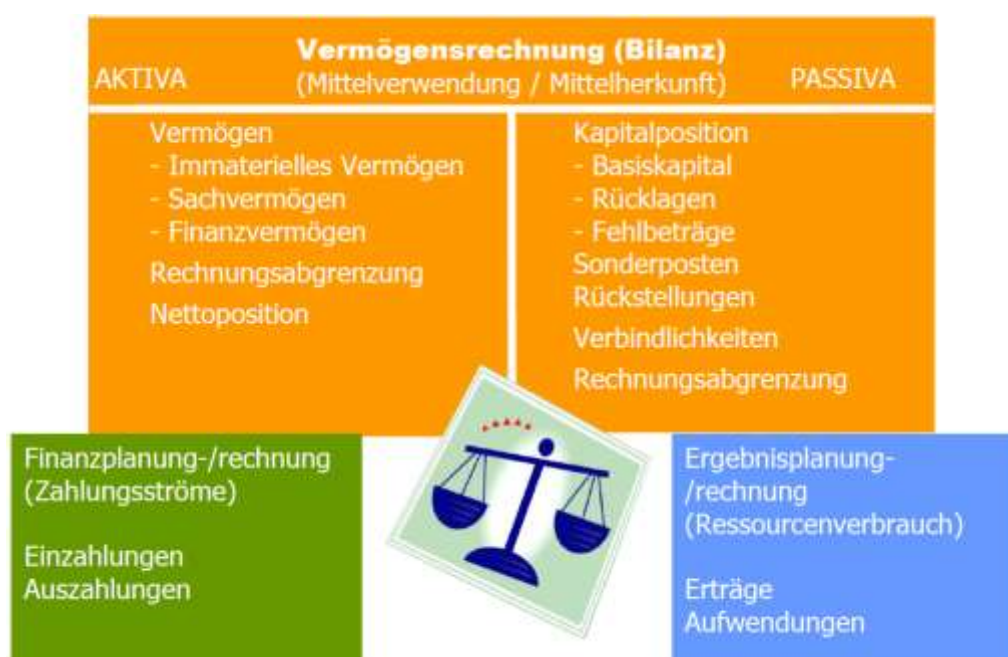 Vermögensrechnung (Bilanz)
AKTIVA
(Mittelverwendung / Mittelherkunft)
PASSIVA
Vermögen
- Immaterielles Vermögen
- Sachvermögen
- Finanzvermögen
Rechnungsabgrenzung
Nettoposition
Kapitalposition
- Basiskapital
- Rücklagen
- Fehlbeträge
Sonderposten
Rückstellungen
Verbindlichkeiten
Rechnungsabgrenzung
Finanzplanung-/rechnung
(Zahlungsströme)
Einzahlungen
Auszahlungen
Ergebnisplanung-
/rechnung
(Ressourcenverbrauch)
Erträge
Aufwendungen